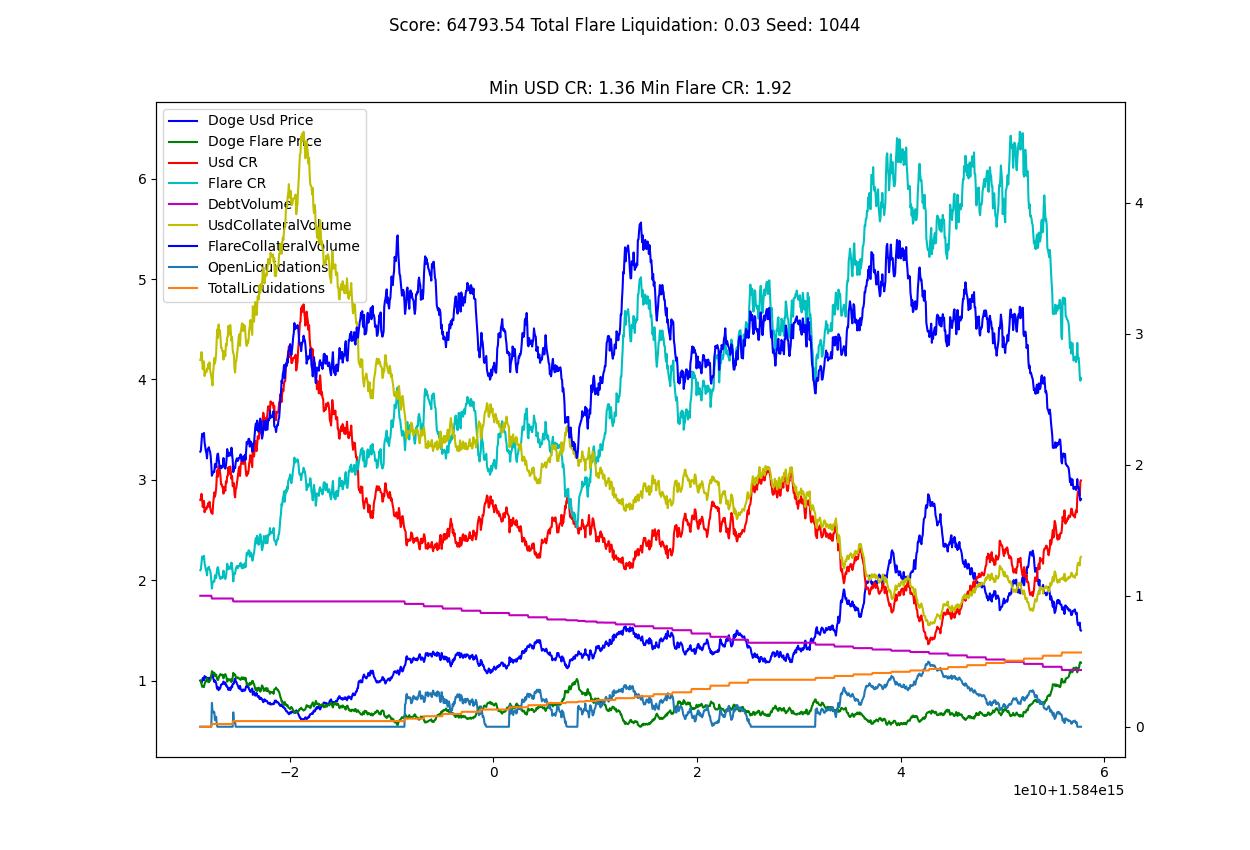 Score: 64793.54 Total Flare Liquidation: 0.03 Seed: 1044
Min USD CR: 1.36 Min Flare CR: 1.92
Doge Usd Price
Doge Flare Price
Usd CR
Flare CR
DebtVolume
UsdCollateralVolume
FlareCollateralVolume
OpenLiquidations
TotalLiquidations
6
5
4
3
2
1
4
3
2
1
0
−2
0
2
4
6
1e10+1.584e15